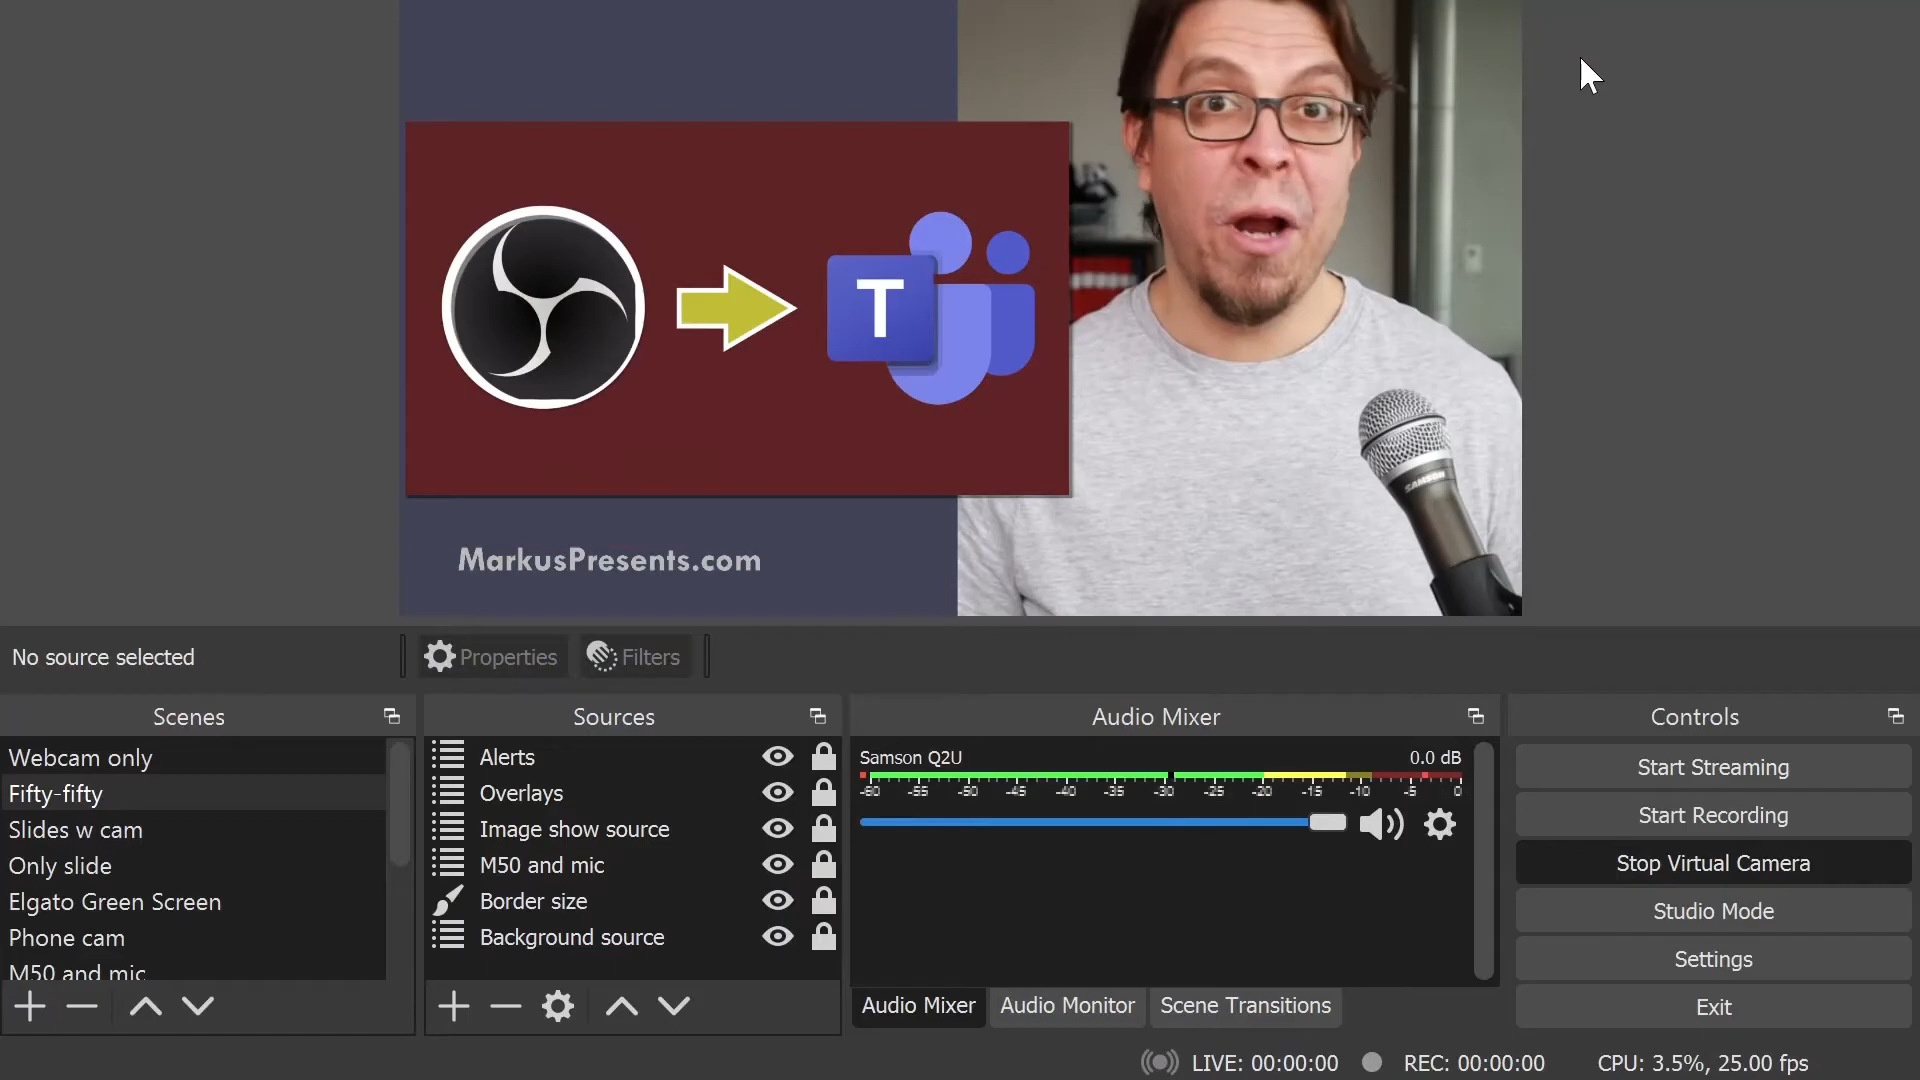 T
SAMSON
MarkusPresents.com
No source selected
Properties
Filters
Scenes
Webcam only
Fifty-fifty
Slides w cam
Only slide
Elgato Green Screen
Phone cam
M50 and mic
Sources
Alerts
Overlays
Image show source
M50 and mic
Border size
Background source
Audio Mixer
Samson Q2U 0.0 dB
-60 -55 -50 -45 -40 -35 -30 -25 -20 -15 -10 -5 0
Audio Mixer Audio Monitor Scene Transitions
Controls
Start Streaming
Start Recording
Stop Virtual Camera
Studio Mode
Settings
Exit
LIVE: 00:00:00 REC: 00:00:00 CPU: 3.5%, 25.00 fps